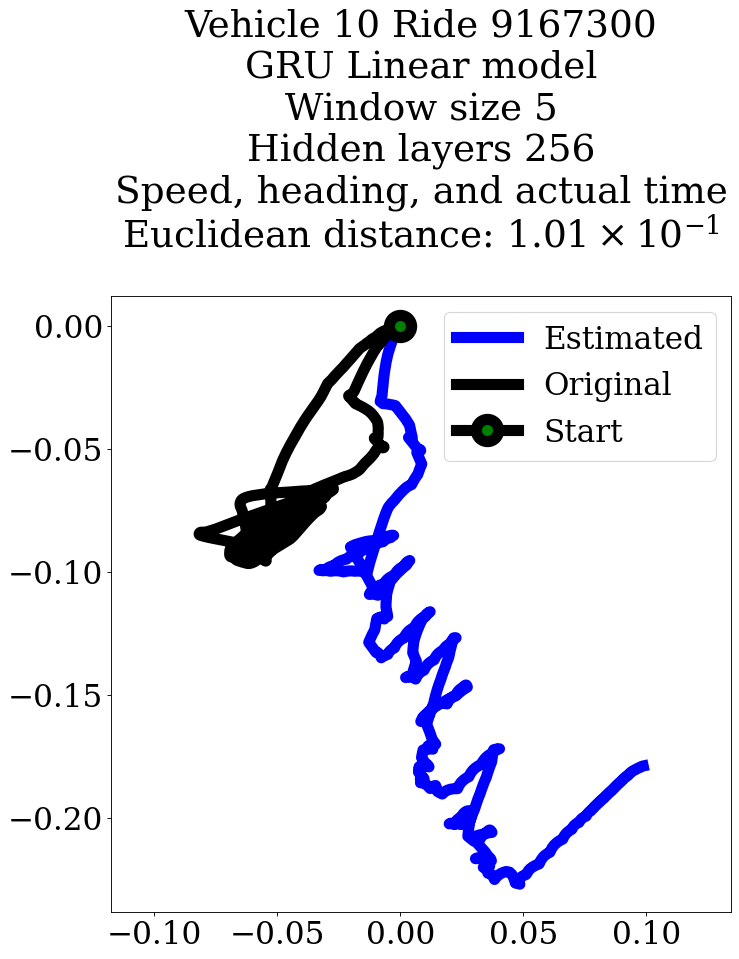 Vehicle 10 Ride 9167300
GRU Linear model
Window size 5
Hidden layers 256
Speed, heading, and actual time
Euclidean distance: 1.01 × 10⁻¹
Estimated
Original
Start
0.00
−0.05
−0.10
−0.15
−0.20
−0.10 −0.05 0.00 0.05 0.10